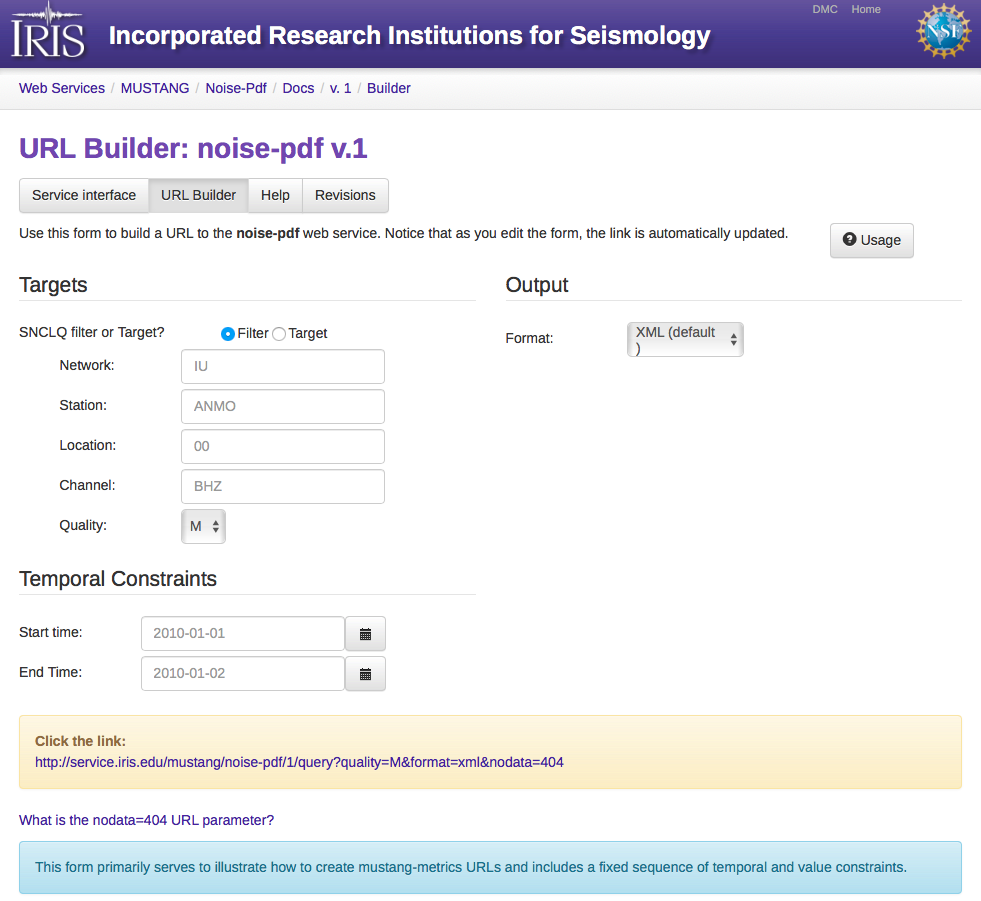 DMC Home
IRIS
Incorporated Research Institutions for Seismology
NSF
Web Services / MUSTANG / Noise-Pdf / Docs / v. 1 / Builder
URL Builder: noise-pdf v.1
Service interface URL Builder Help Revisions
Use this form to build a URL to the noise-pdf web service. Notice that as you edit the form, the link is automatically updated.
Usage
Targets
SNCLQ filter or Target? Filter Target
Network: IU
Station: ANMO
Location: 00
Channel: BHZ
Quality: M
Output
Format: XML (default
)
Temporal Constraints
Start time: 2010-01-01
End Time: 2010-01-02
Click the link:
http://service.iris.edu/mustang/noise-pdf/1/query?quality=M&format=xml&nodata=404
What is the nodata=404 URL parameter?
This form primarily serves to illustrate how to create mustang-metrics URLs and includes a fixed sequence of temporal and value constraints.